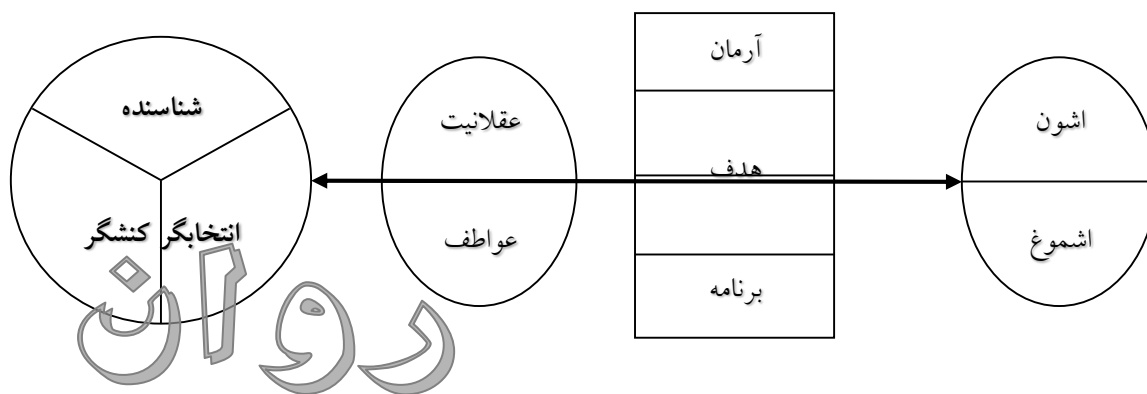 آرمان
اشون
عقلانیت
شناسنده
هدف
انتخابگر کنشگر
عواطف
اشموغ
برنامه
روان